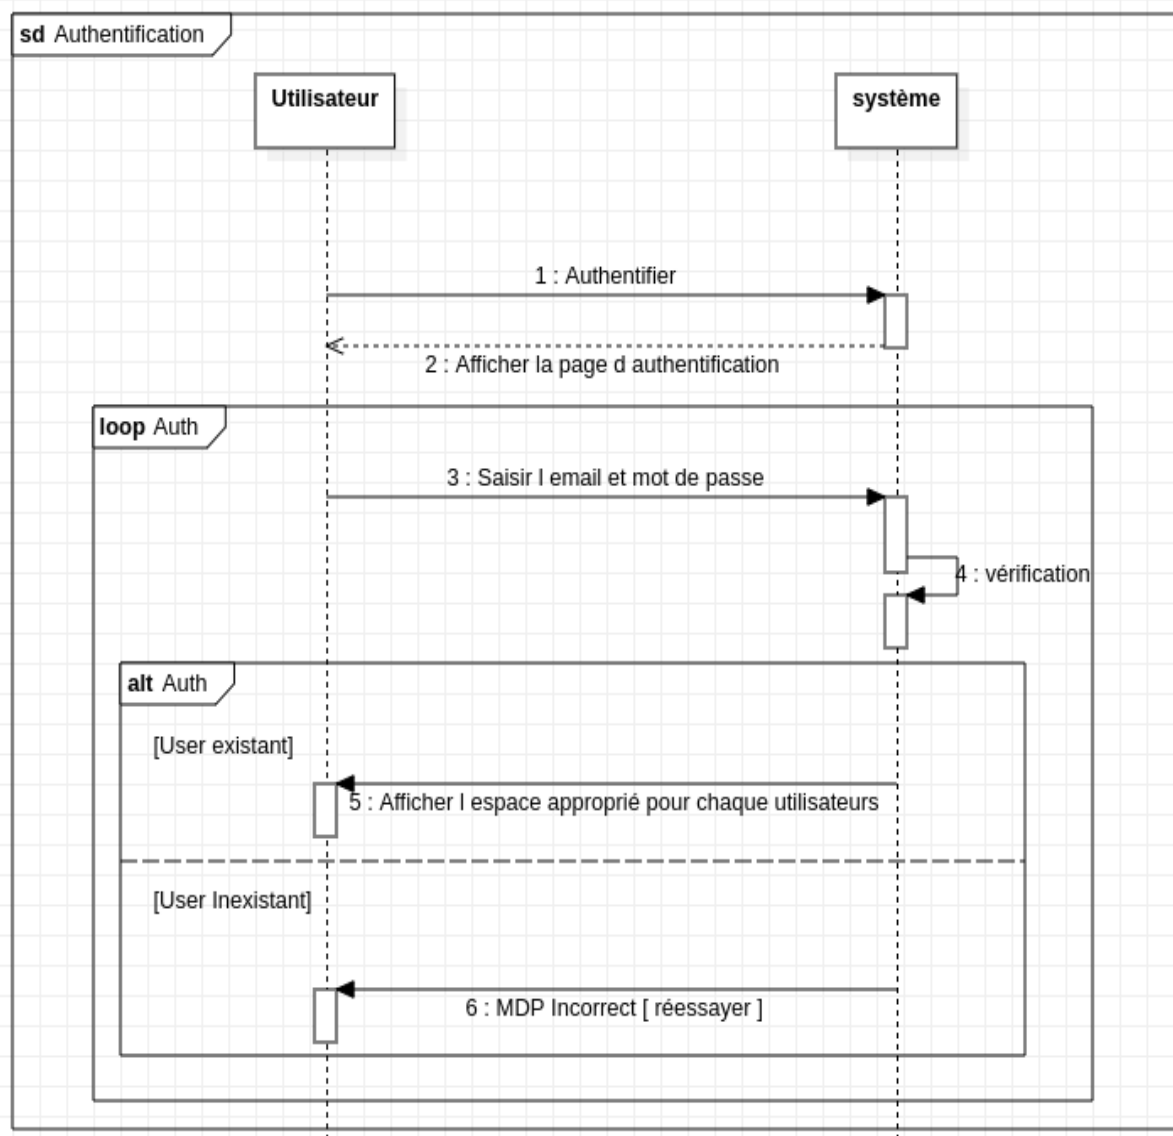 sd Authentification
Utilisateur
système
1 : Authentifier
2 : Afficher la page d authentification
loop Auth
3 : Saisir l email et mot de passe
4 : vérification
alt Auth
[User existant]
5 : Afficher l espace approprié pour chaque utilisateurs
[User Inexistant]
6 : MDP Incorrect [ réessayer ]